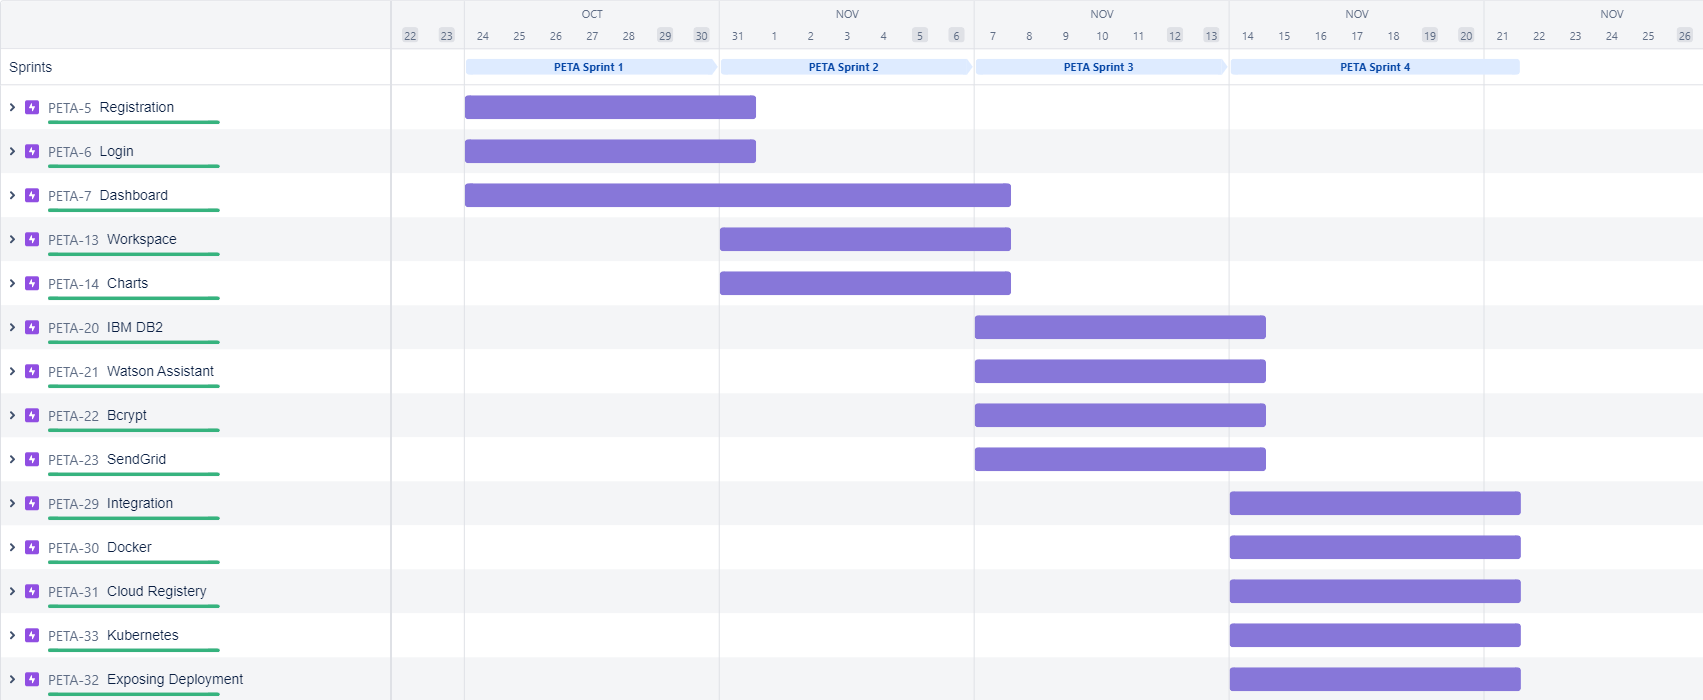 OCT NOV NOV NOV NOV
22 23 24 25 26 27 28 29 30 31 1 2 3 4 5 6 7 8 9 10 11 12 13 14 15 16 17 18 19 20 21 22 23 24 25 26
Sprints PETA Sprint 1 PETA Sprint 2 PETA Sprint 3 PETA Sprint 4
PETA-5 Registration
PETA-6 Login
PETA-7 Dashboard
PETA-13 Workspace
PETA-14 Charts
PETA-20 IBM DB2
PETA-21 Watson Assistant
PETA-22 Bcrypt
PETA-23 SendGrid
PETA-29 Integration
PETA-30 Docker
PETA-31 Cloud Registery
PETA-33 Kubernetes
PETA-32 Exposing Deployment